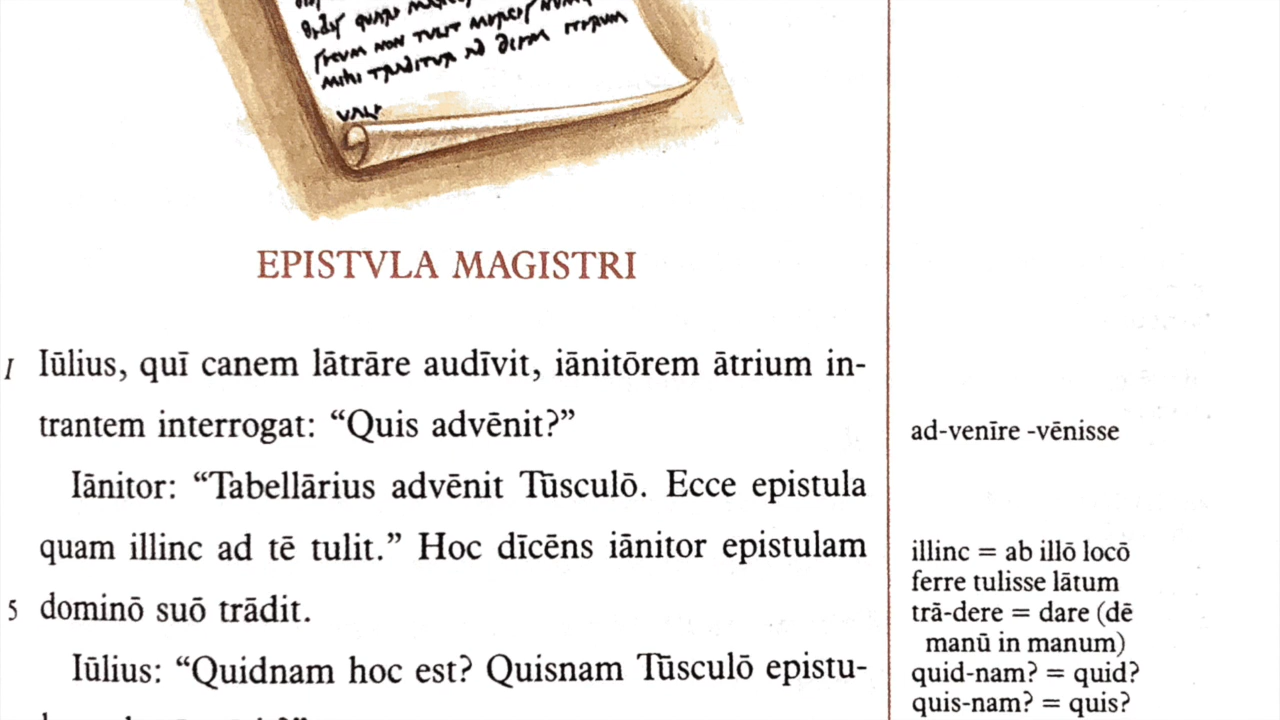 VALE
EPISTVLA MAGISTRI
1 Iūlius, quī canem lātrāre audīvit, iānitōrem ātrium in-
trantem interrogat: “Quis advēnit?”
ad-venīre -vēnisse
Iānitor: “Tabellārius advēnit Tūsculō. Ecce epistula
quam illinc ad tē tulit.” Hoc dīcēns iānitor epistulam
illinc = ab illō locō
ferre tulisse lātum
5 dominō suō trādit.
trā-dere = dare (dē
manū in manum)
Iūlius: “Quidnam hoc est? Quisnam Tūsculō epistu-
quid-nam? = quid?
quis-nam? = quis?